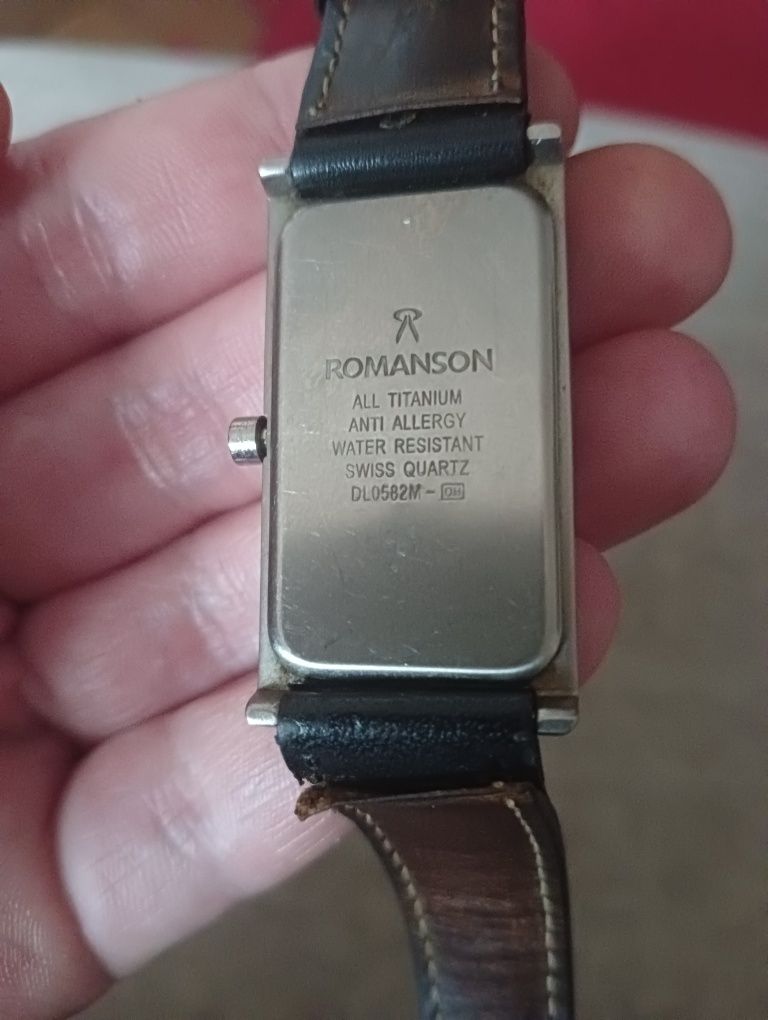 ROMANSON
ALL TITANIUM
ANTI ALLERGY
WATER RESISTANT
SWISS QUARTZ
DL0582M-